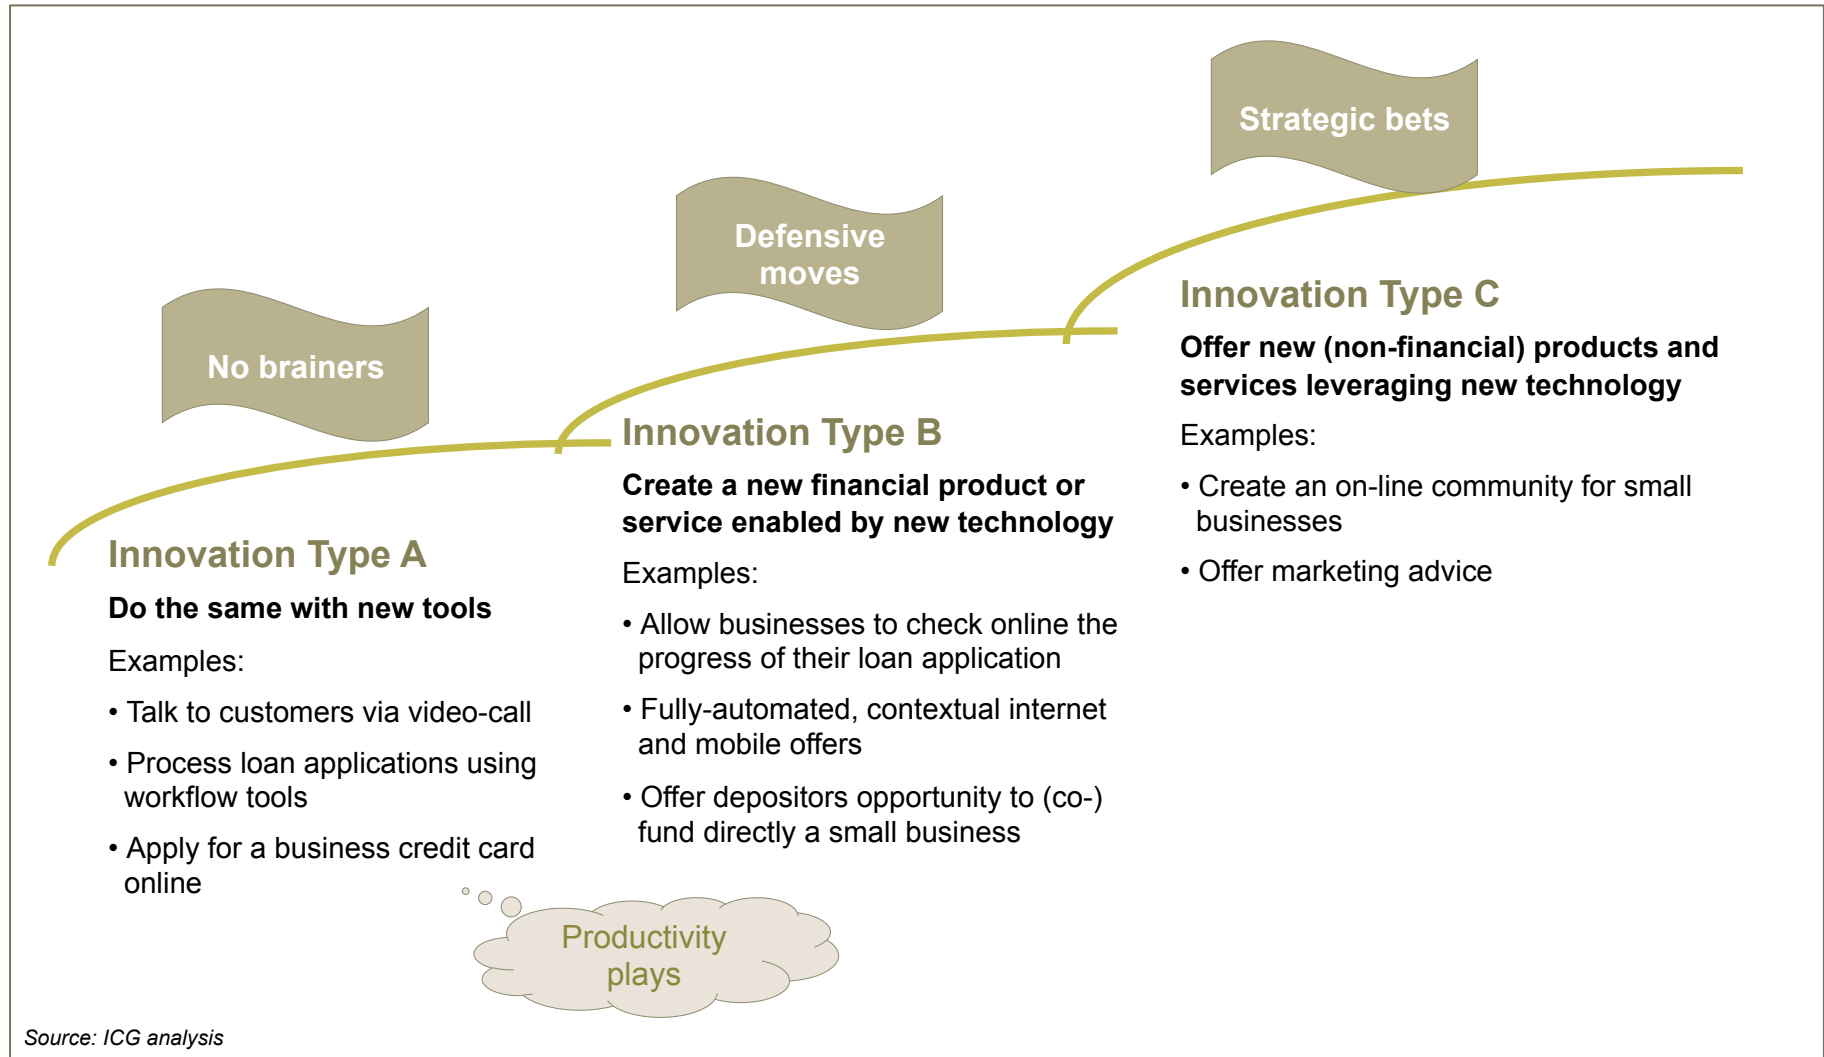 No brainers
Innovation Type A
Do the same with new tools
Examples:
• Talk to customers via video-call
• Process loan applications using
workflow tools
• Apply for a business credit card
online
Productivity
plays
Defensive
moves
Innovation Type B
Create a new financial product or
service enabled by new technology
Examples:
• Allow businesses to check online the
progress of their loan application
• Fully-automated, contextual internet
and mobile offers
• Offer depositors opportunity to (co-)
fund directly a small business
Strategic bets
Innovation Type C
Offer new (non-financial) products and
services leveraging new technology
Examples:
• Create an on-line community for small
businesses
• Offer marketing advice
Source: ICG analysis